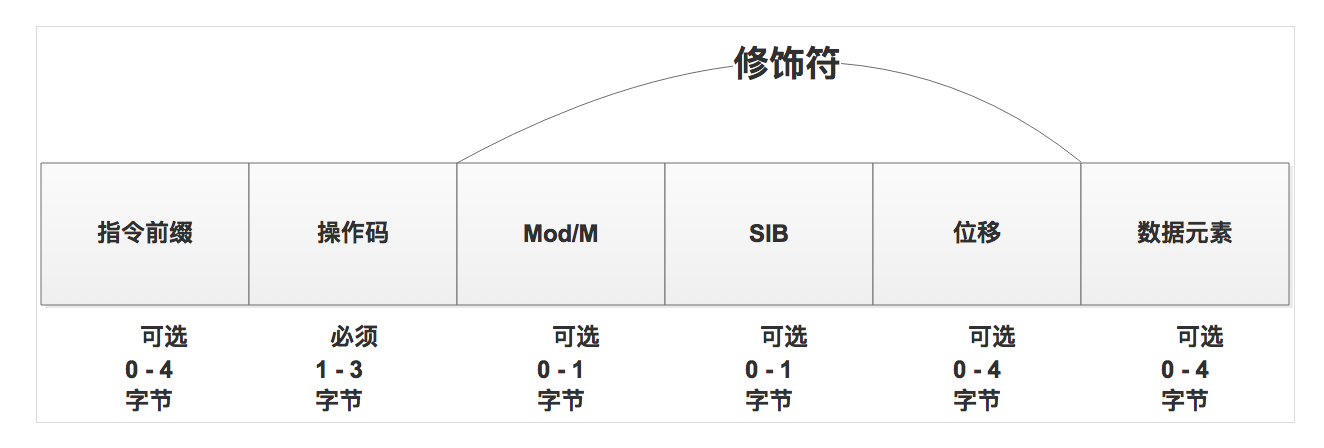 修饰符
指令前缀
操作码
Mod/M
SIB
位移
数据元素
可选
0 - 4
字节
必须
1 - 3
字节
可选
0 - 1
字节
可选
0 - 1
字节
可选
0 - 4
字节
可选
0 - 4
字节